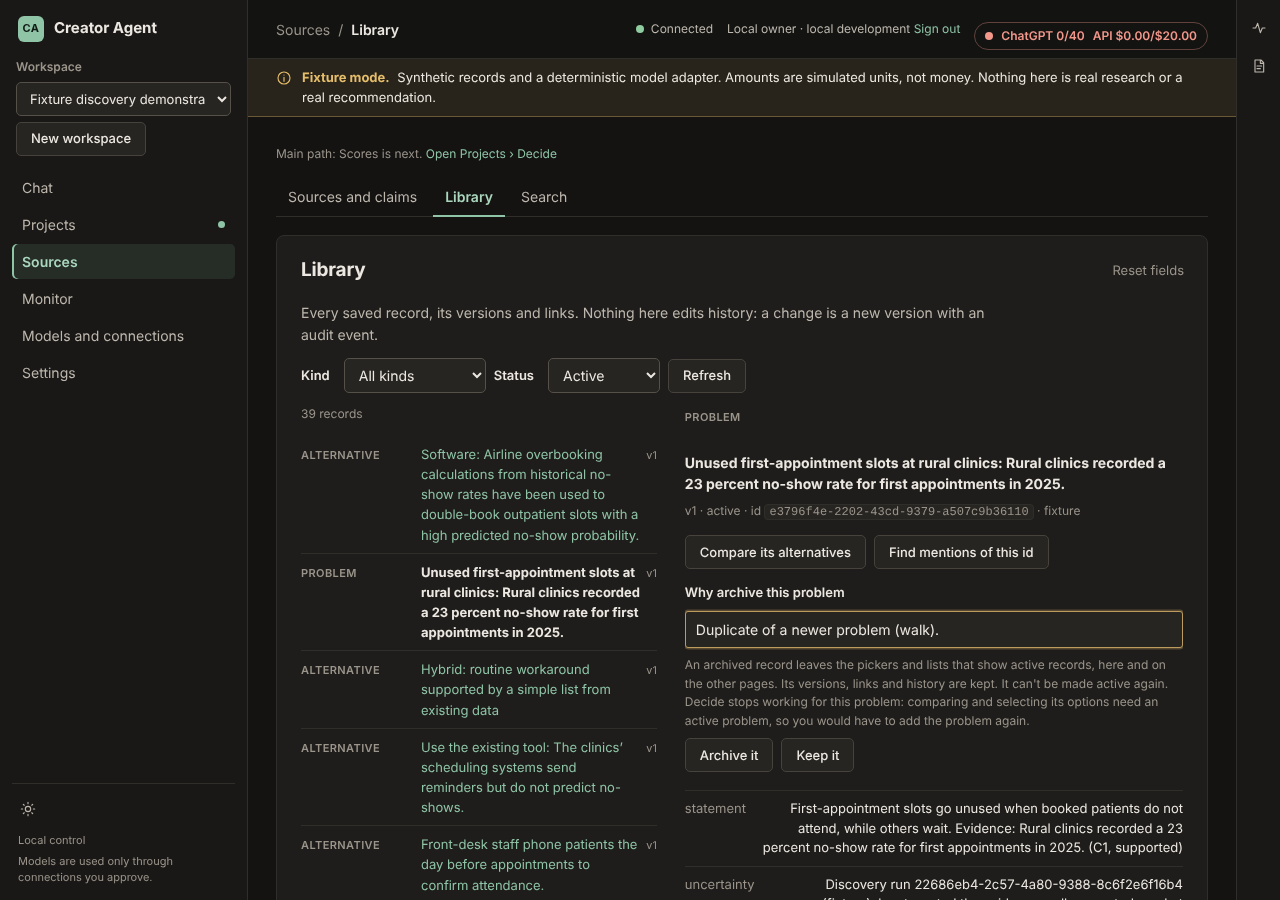 CA Creator Agent
Workspace
Fixture discovery demonstra
New workspace
Chat
Projects
Sources
Monitor
Models and connections
Settings
Local control
Models are used only through
connections you approve.
Sources / Library
Connected Local owner · local development Sign out
ChatGPT 0/40 API $0.00/$20.00
Fixture mode. Synthetic records and a deterministic model adapter. Amounts are simulated units, not money. Nothing here is real research or a
real recommendation.
Main path: Scores is next. Open Projects › Decide
Sources and claims Library Search
Library
Reset fields
Every saved record, its versions and links. Nothing here edits history: a change is a new version with an
audit event.
Kind All kinds Status Active Refresh
39 records
ALTERNATIVE Software: Airline overbooking v1
calculations from historical no-
show rates have been used to
double-book outpatient slots with a
high predicted no-show probability.
PROBLEM Unused first-appointment slots at v1
rural clinics: Rural clinics recorded
a 23 percent no-show rate for first
appointments in 2025.
ALTERNATIVE Hybrid: routine workaround v1
supported by a simple list from
existing data
ALTERNATIVE Use the existing tool: The clinics’ v1
scheduling systems send
reminders but do not predict no-
shows.
ALTERNATIVE Front-desk staff phone patients the v1
day before appointments to
confirm attendance.
PROBLEM
Unused first-appointment slots at rural clinics: Rural clinics recorded a
23 percent no-show rate for first appointments in 2025.
v1 · active · id e3796f4e-2202-43cd-9379-a507c9b36110 · fixture
Compare its alternatives Find mentions of this id
Why archive this problem
Duplicate of a newer problem (walk).
An archived record leaves the pickers and lists that show active records, here and on
the other pages. Its versions, links and history are kept. It can't be made active again.
Decide stops working for this problem: comparing and selecting its options need an
active problem, so you would have to add the problem again.
Archive it Keep it
statement First-appointment slots go unused when booked patients do not
attend, while others wait. Evidence: Rural clinics recorded a 23
percent no-show rate for first appointments in 2025. (C1, supported)
uncertainty Discovery run 22686eb4-2c57-4a80-9388-8c6f2e6f16b4